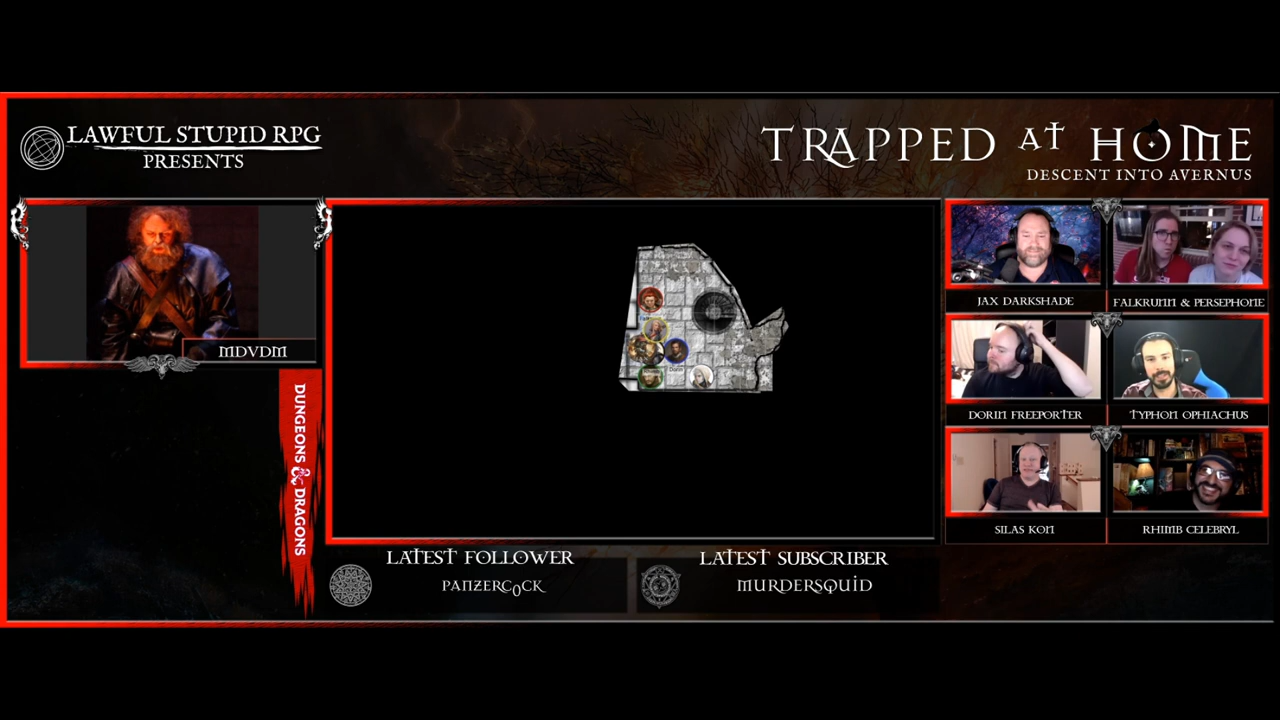 LAWFUL STUPID RPG
PRESENTS
TRAPPED AT HOME
DESCENT INTO AVERNUS
MDVDM
DUNGEONS & DRAGONS
JAX DARKSHADE
FALKRUNN & PERSEPHONE
DORIN FREEPORTER
TYPHON OPHIACHUS
SILAS KON
RHIMB CELEBRYL
LATEST FOLLOWER
PANZERCOCK
LATEST SUBSCRIBER
MURDERSQUID